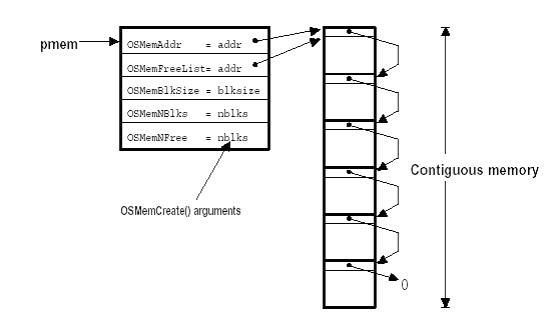 pmem
OSMemAddr = addr
OSMemFreeList= addr
OSMemBlkSize = blksize
OSMemNBlks = nblks
OSMemNFree = nblks
OSMemCreate() arguments
Contiguous memory
0